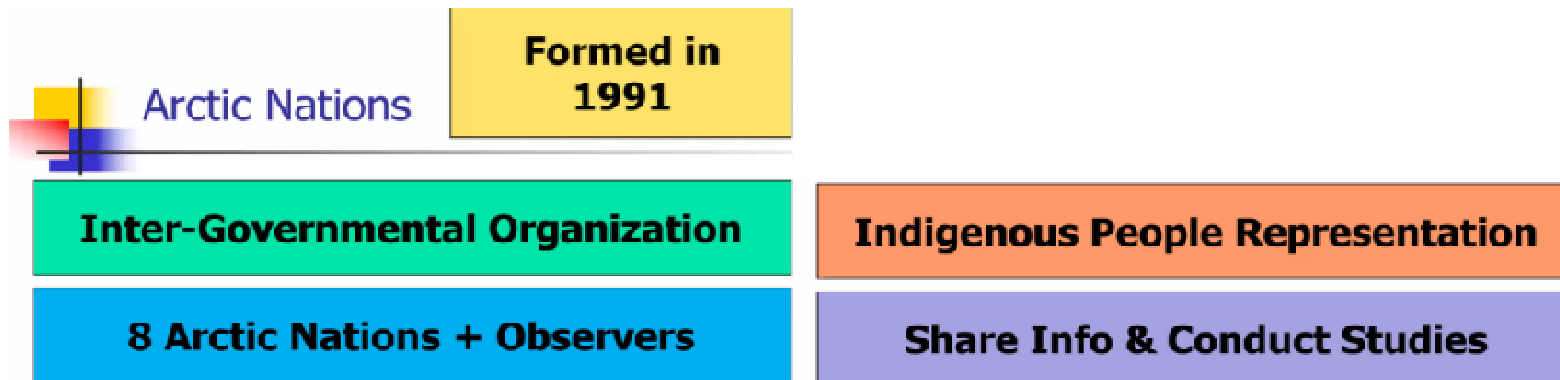 Formed in
1991
Arctic Nations
Inter-Governmental Organization
Indigenous People Representation
8 Arctic Nations + Observers
Share Info & Conduct Studies